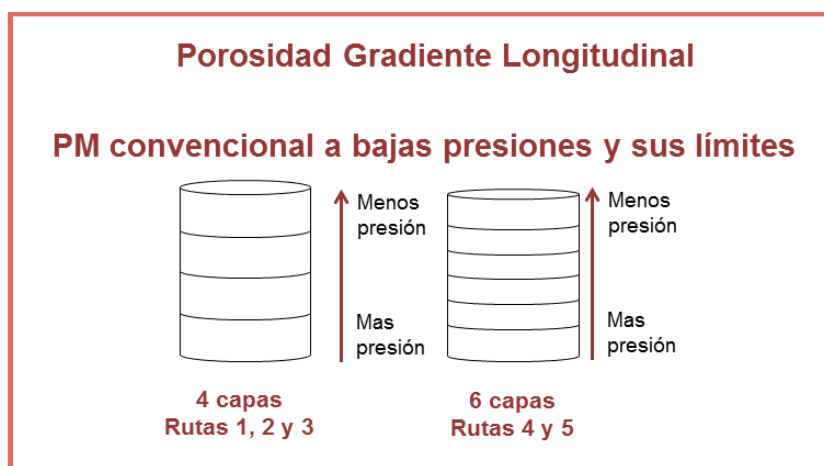 Porosidad Gradiente Longitudinal
PM convencional a bajas presiones y sus límites
Menos
presión
Mas
presión
Menos
presión
Mas
presión
4 capas
Rutas 1, 2 y 3
6 capas
Rutas 4 y 5